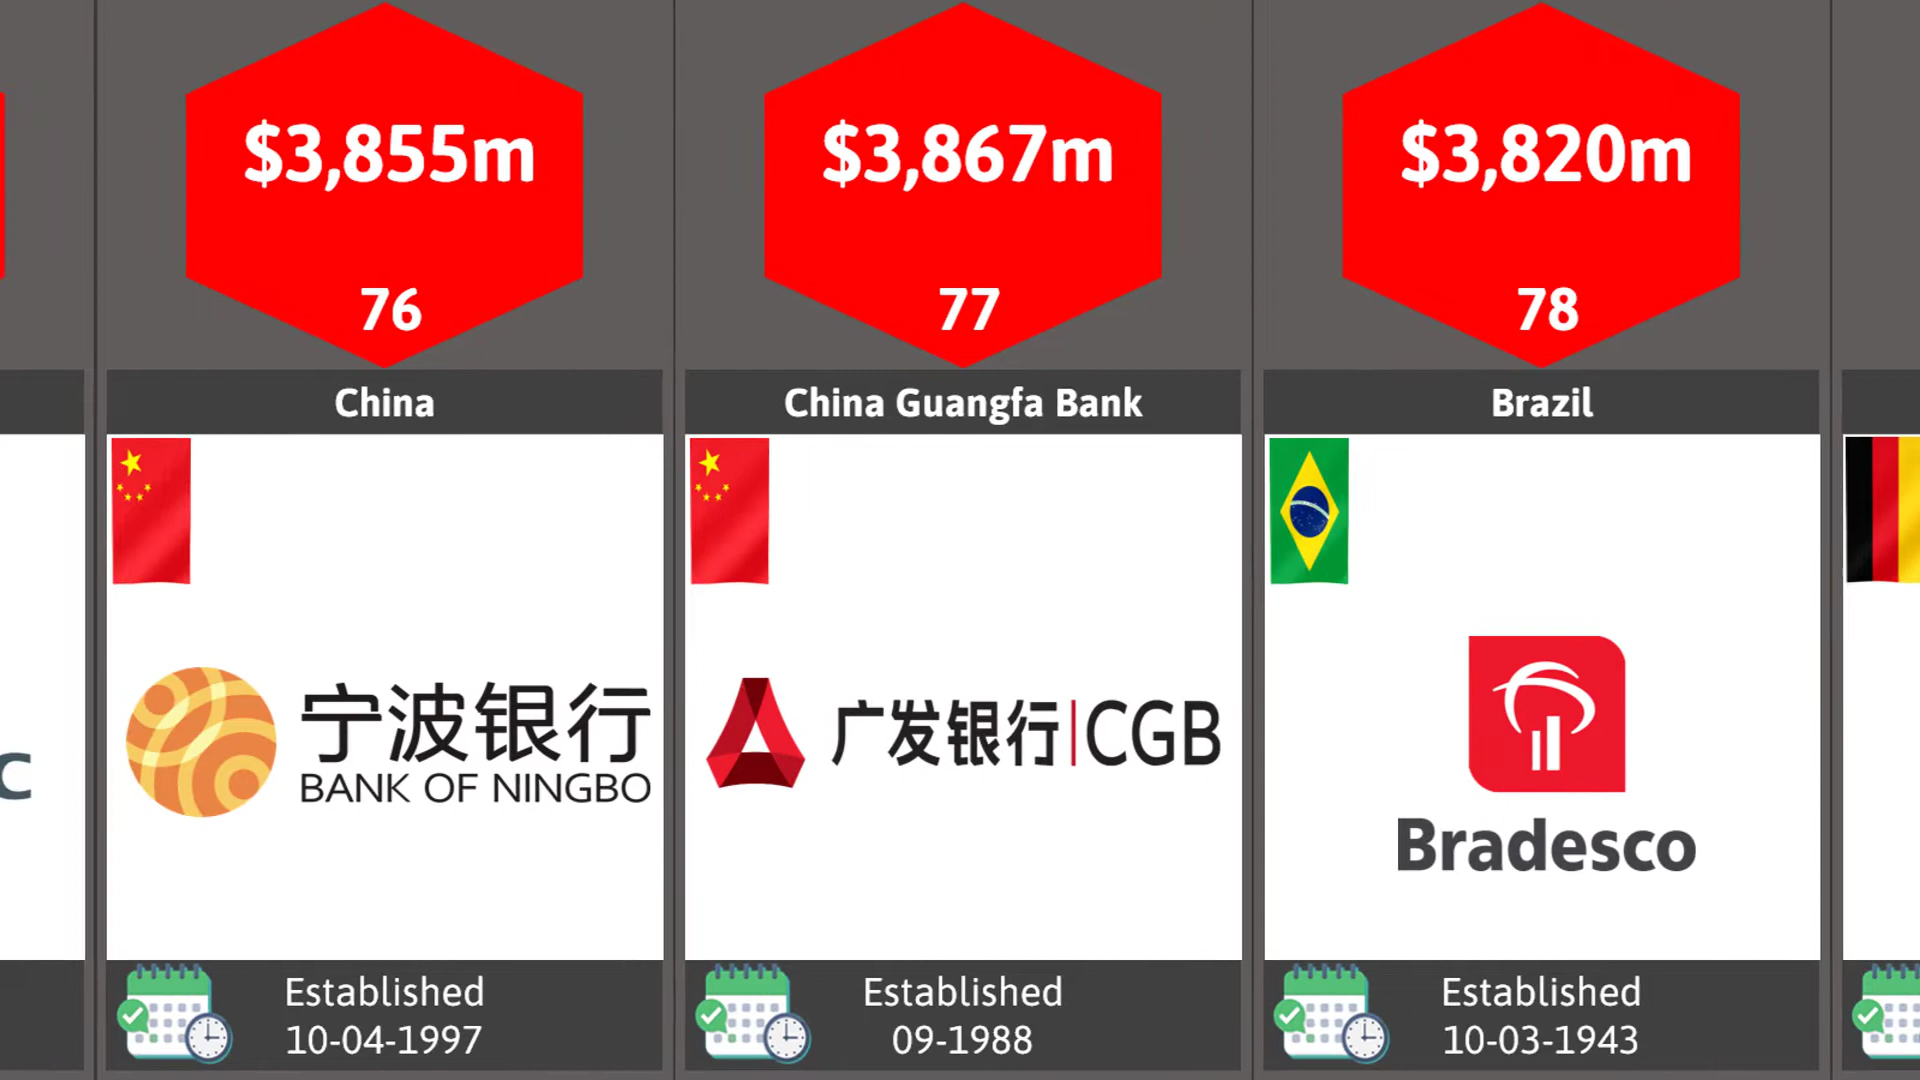 $3,855m
76
China
宁波银行
BANK OF NINGBO
Established
10-04-1997
$3,867m
77
China Guangfa Bank
广发银行|CGB
Established
09-1988
$3,820m
78
Brazil
Bradesco
Established
10-03-1943